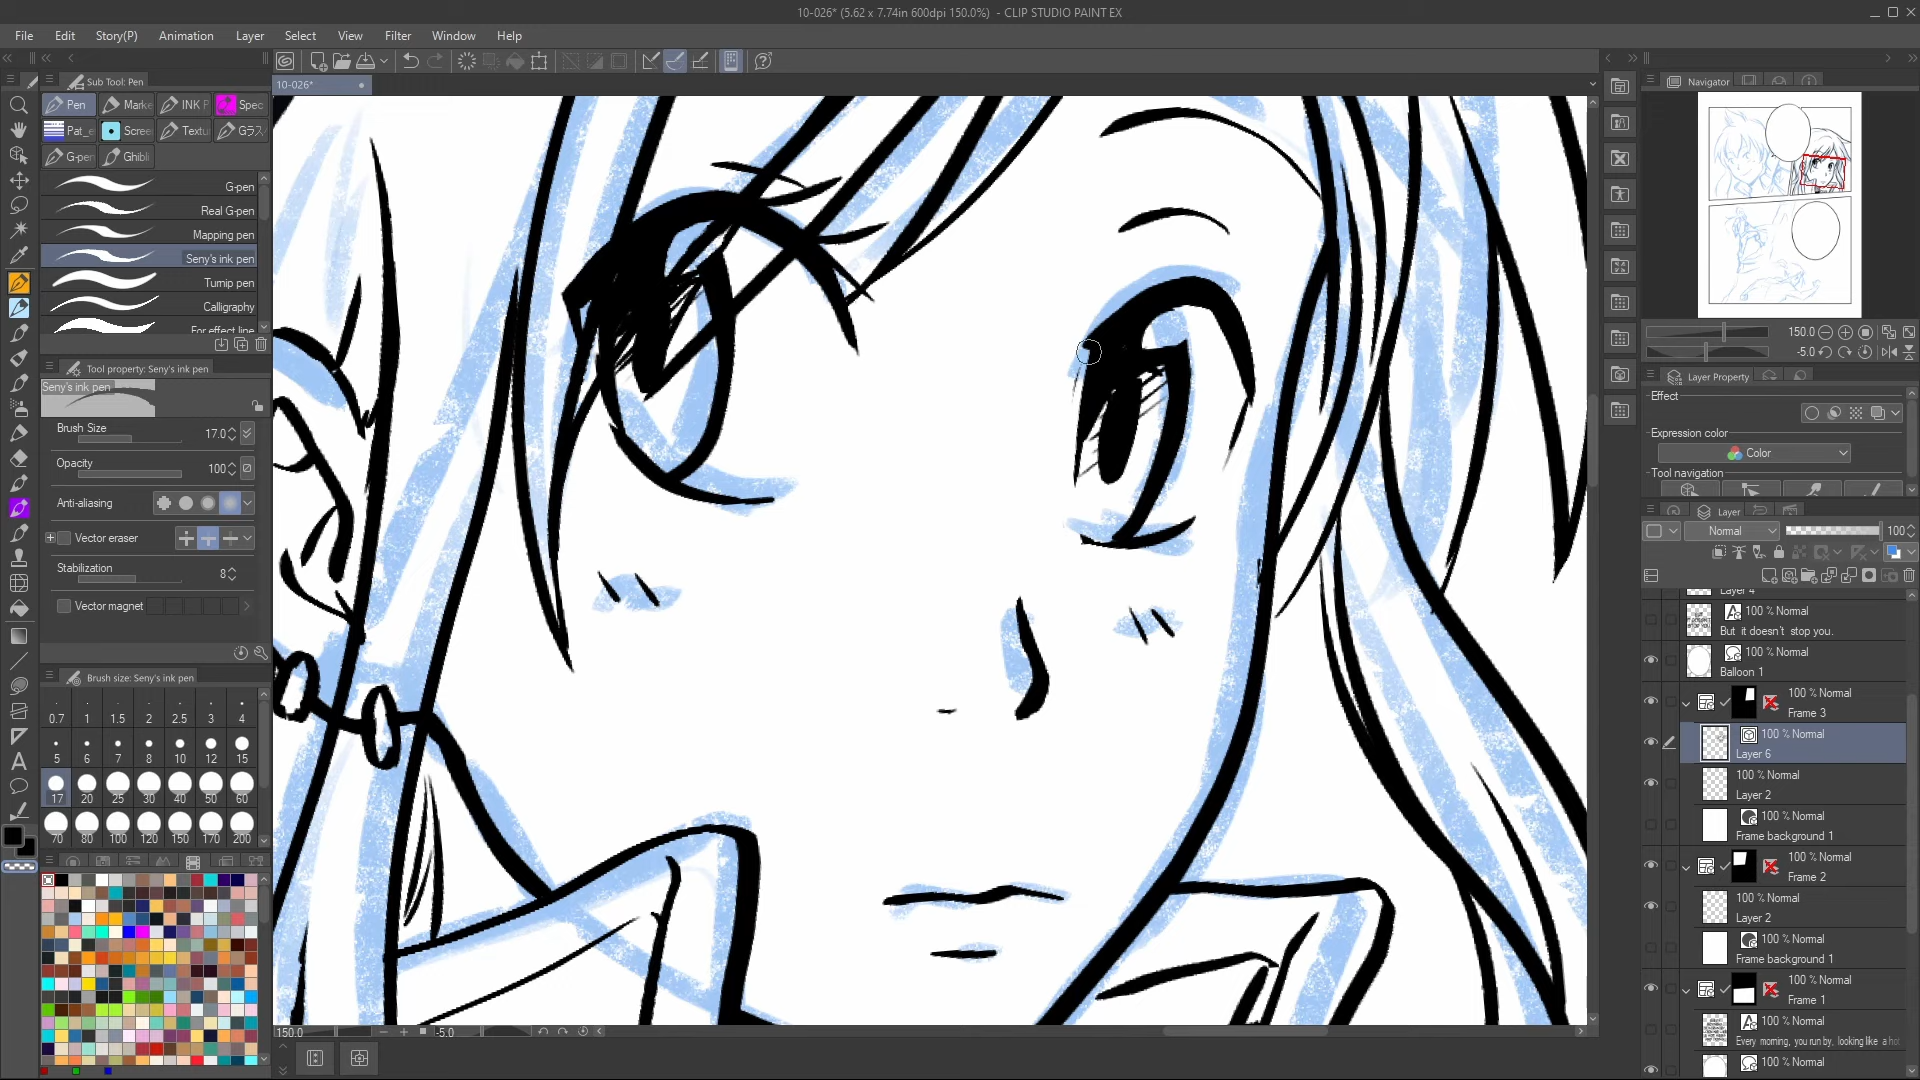 10-026* (5.62 x 7.74in 600dpi 150.0%) - CLIP STUDIO PAINT EX
File Edit Story(P) Animation Layer Select View Filter Window Help
Sub Tool: Pen
10-026*
Navigator
Pen Marke INK P Spec
Pat_e Scree Textu Gラス
G-pen Ghibli
G-pen
Real G-pen
Mapping pen
Seny's ink pen
Turnip pen
Calligraphy
For effect line
Tool property: Seny's ink pen
Seny's ink pen
Brush Size 17.0
Opacity 100
Anti-aliasing
Vector eraser
Stabilization 8
Vector magnet
Brush size: Seny's ink pen
0.7 1 1.5 2 2.5 3 4
5 6 7 8 10 12 15
17 20 25 30 40 50 60
70 80 100 120 150 170 200
150.0 -5.0
150.0
-5.0
Layer Property
Effect
Expression color
Color
Tool navigation
Layer
Normal 100
Layer 4
100 % Normal
But it doesn't stop you.
100 % Normal
Balloon 1
100 % Normal
Frame 3
100 % Normal
Layer 6
100 % Normal
Layer 2
100 % Normal
Frame background 1
100 % Normal
Frame 2
100 % Normal
Layer 2
100 % Normal
Frame background 1
100 % Normal
Frame 1
100 % Normal
Every morning, you run by, looking like a
100 % Normal